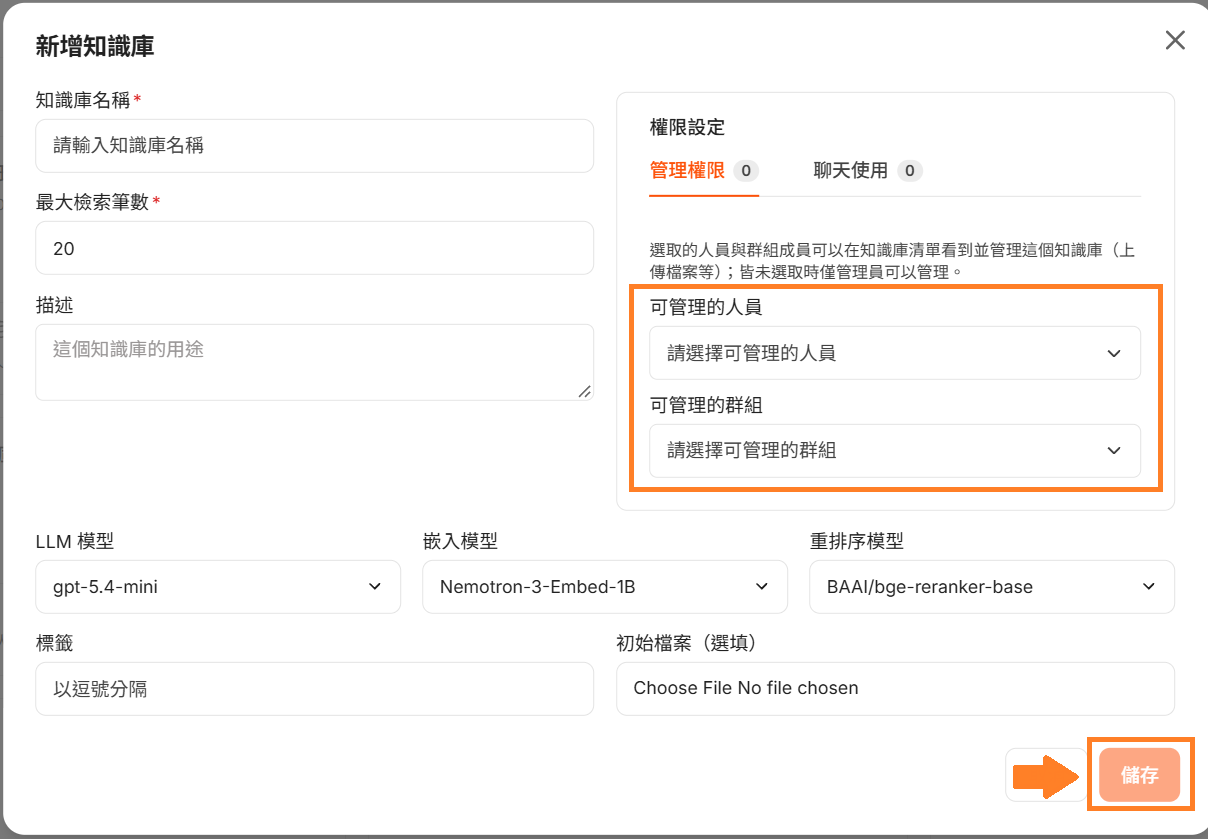 新增知識庫
知識庫名稱*
請輸入知識庫名稱
最大檢索筆數*
20
描述
這個知識庫的用途
權限設定
管理權限 0 聊天使用 0
選取的人員與群組成員可以在知識庫清單看到並管理這個知識庫（上
傳檔案等）；皆未選取時僅管理員可以管理。
可管理的人員
請選擇可管理的人員
可管理的群組
請選擇可管理的群組
LLM 模型 嵌入模型 重排序模型
gpt-5.4-mini Nemotron-3-Embed-1B BAAI/bge-reranker-base
標籤 初始檔案（選填）
以逗號分隔 Choose File No file chosen
儲存